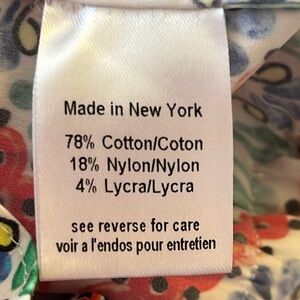 Made in New York
78% Cotton/Coton
18% Nylon/Nylon
4% Lycra/Lycra
see reverse for care
voir a l'endos pour entretien